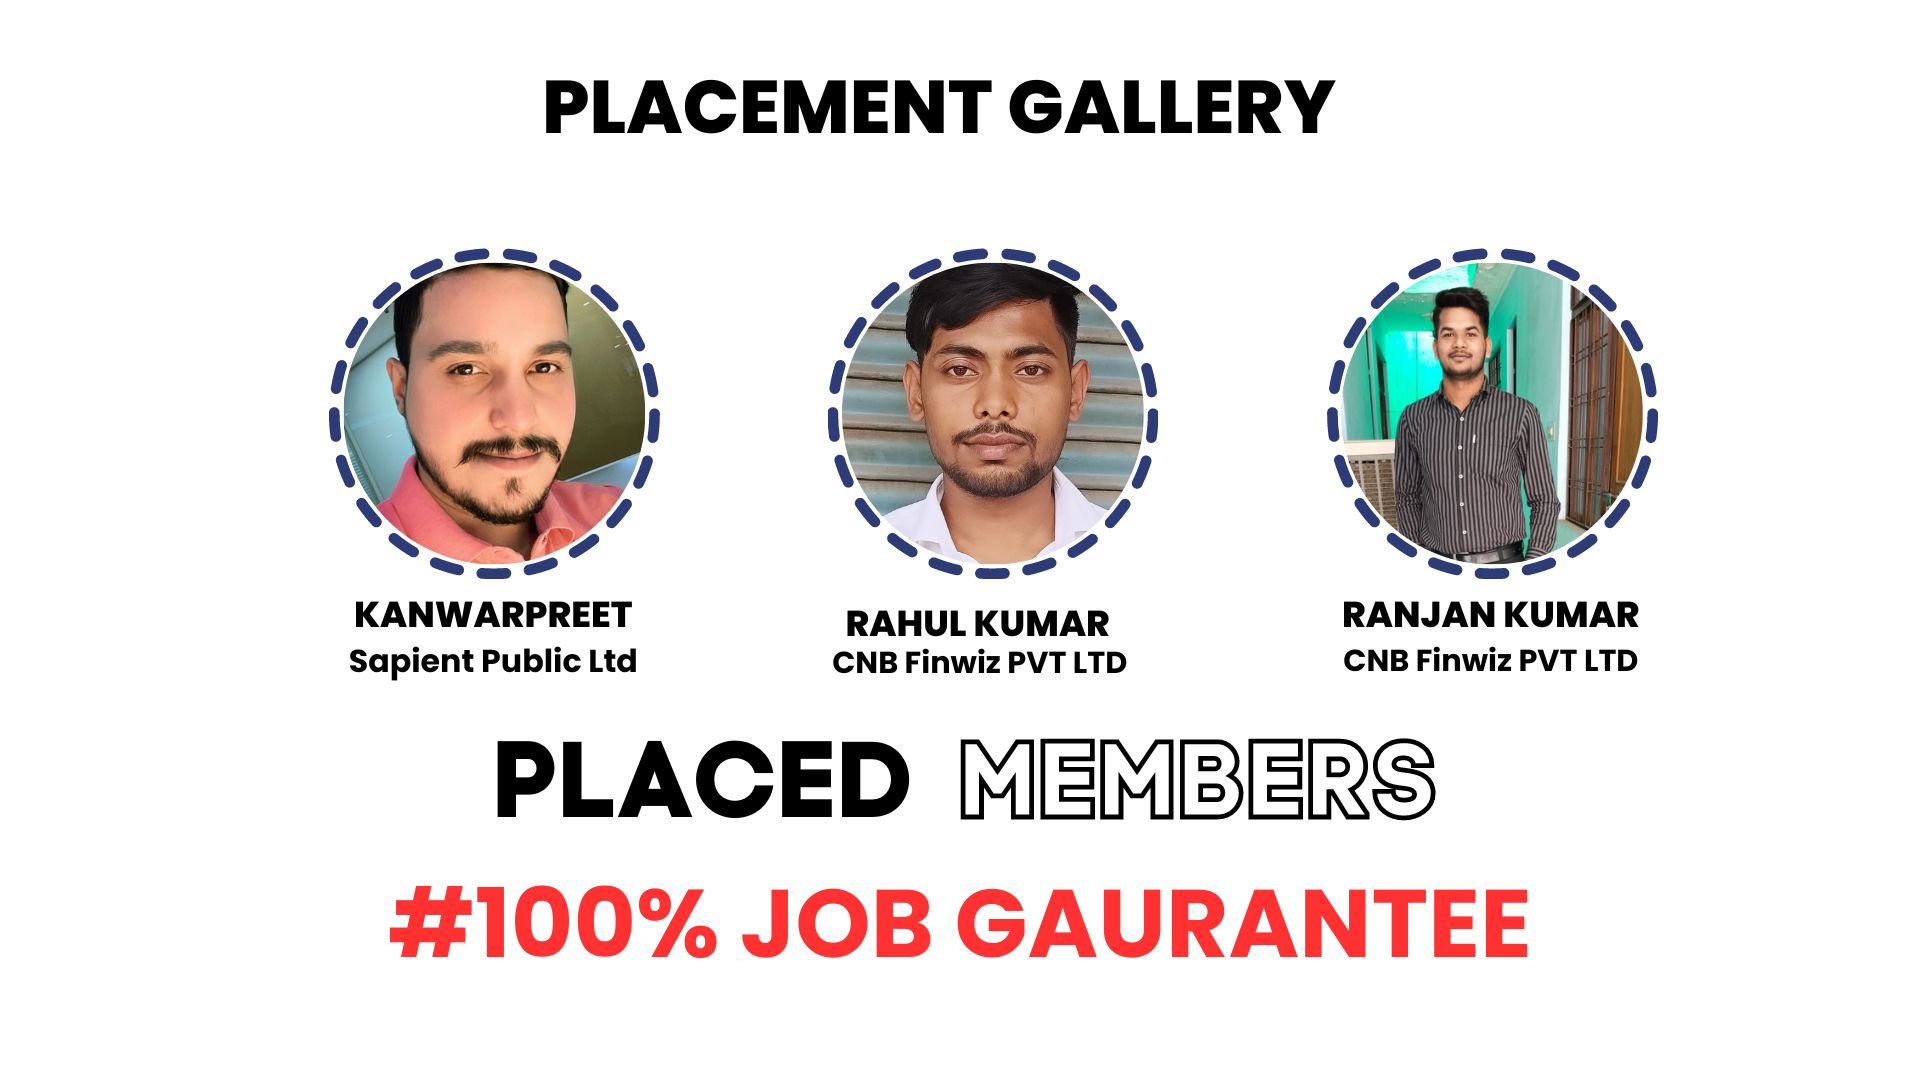 PLACEMENT GALLERY
KANWARPREET
Sapient Public Ltd
RAHUL KUMAR
CNB Finwiz PVT LTD
RANJAN KUMAR
CNB Finwiz PVT LTD
PLACED MEMBERS
#100% JOB GAURANTEE